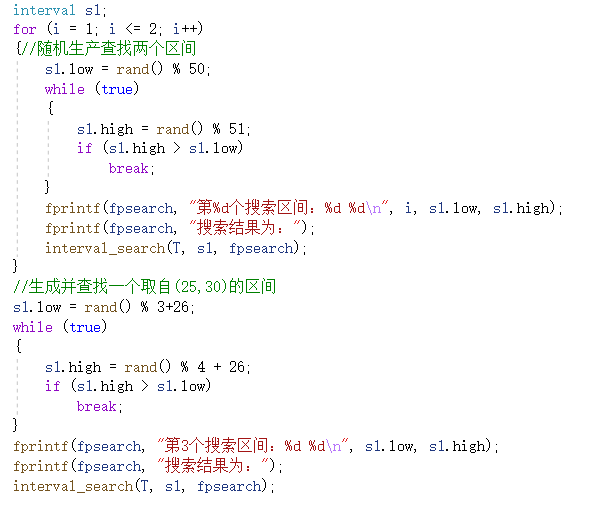 interval s1;
for (i = 1; i <= 2; i++)
{//随机生产查找两个区间
    s1.low = rand() % 50;
    while (true)
    {
        s1.high = rand() % 51;
        if (s1.high > s1.low)
            break;
    }
    fprintf(fpsearch, "第%d个搜索区间：%d %d\n", i, s1.low, s1.high);
    fprintf(fpsearch, "搜索结果为：");
    interval_search(T, s1, fpsearch);
}
//生成并查找一个取自(25,30)的区间
s1.low = rand() % 3+26;
while (true)
{
    s1.high = rand() % 4 + 26;
    if (s1.high > s1.low)
        break;
}
fprintf(fpsearch, "第3个搜索区间：%d %d\n", s1.low, s1.high);
fprintf(fpsearch, "搜索结果为：");
interval_search(T, s1, fpsearch);